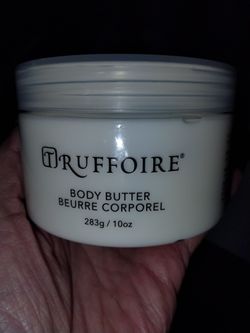 TRUFFOIRE®
BODY BUTTER
BEURRE CORPOREL
283g / 10oz